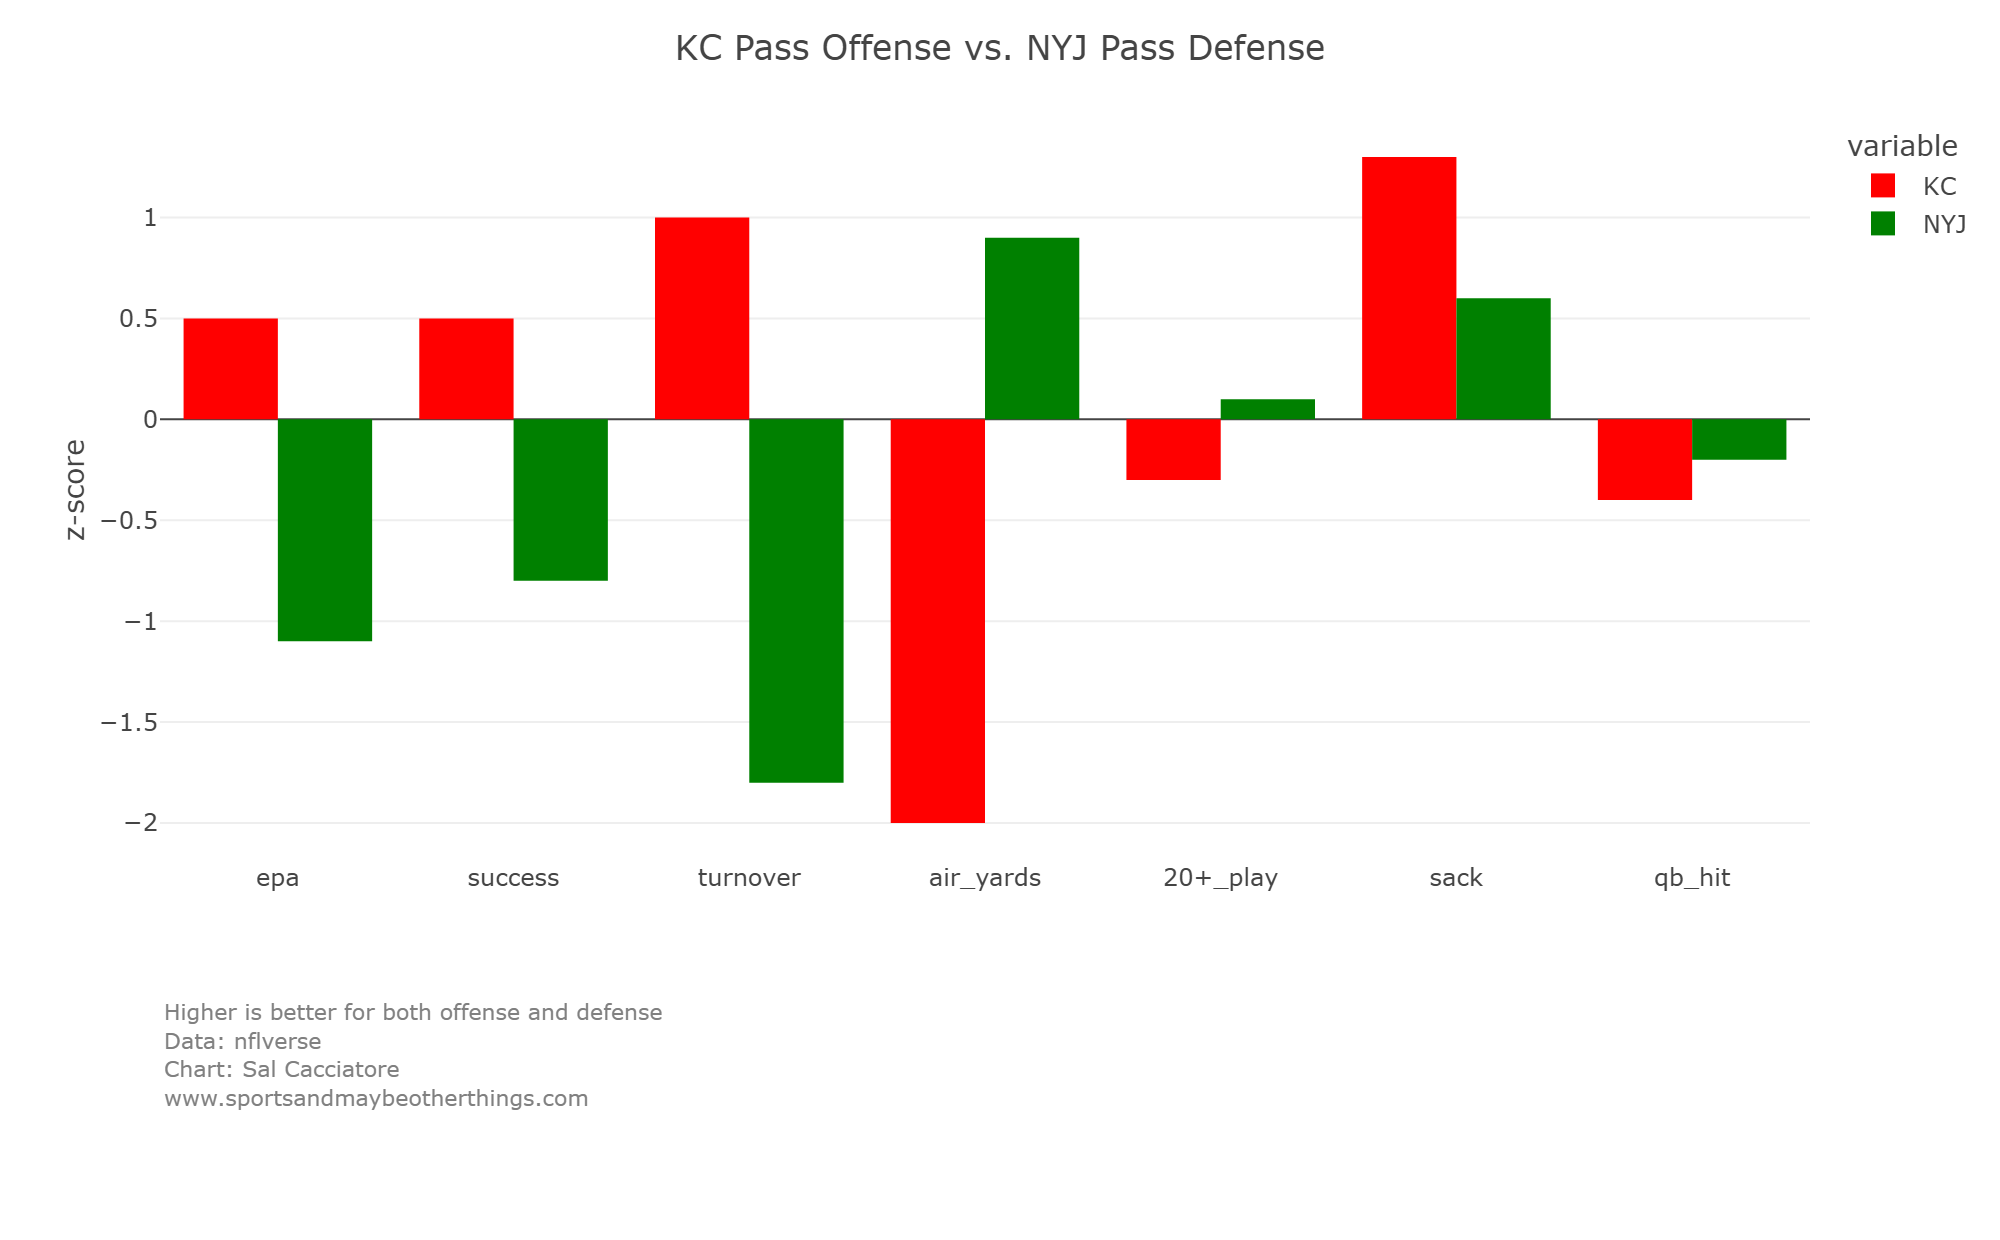 KC Pass Offense vs. NYJ Pass Defense
variable
KC
NYJ
1
0.5
0
−0.5
−1
−1.5
−2
z-score
epa
success
turnover
air_yards
20+_play
sack
qb_hit
Higher is better for both offense and defense
Data: nflverse
Chart: Sal Cacciatore
www.sportsandmaybeotherthings.com